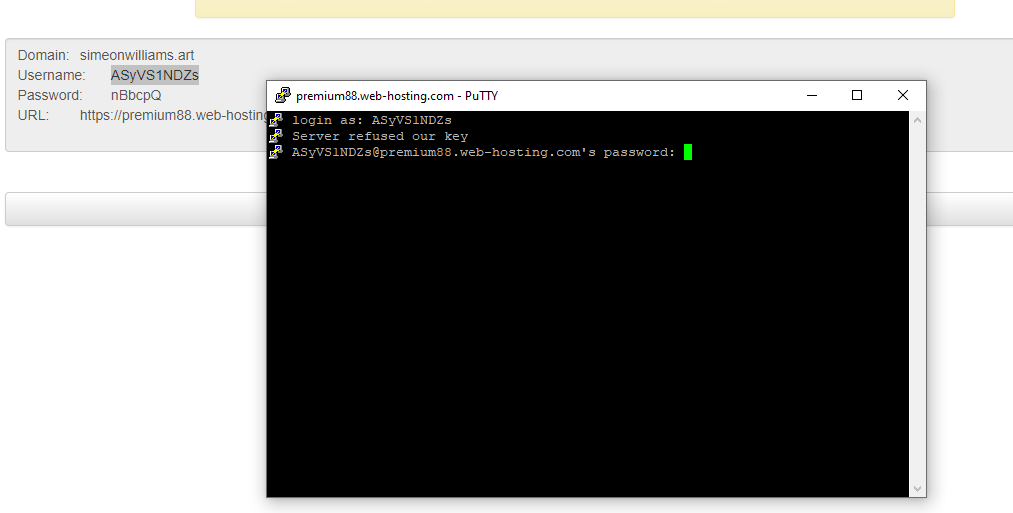 Domain: simeonwilliams.art
Username: ASyVS1NDZs
Password: nBbcpQ
URL: https://premium88.web-hosting
premium88.web-hosting.com - PuTTY
login as: ASyVS1NDZs
Server refused our key
ASyVS1NDZs@premium88.web-hosting.com's password: